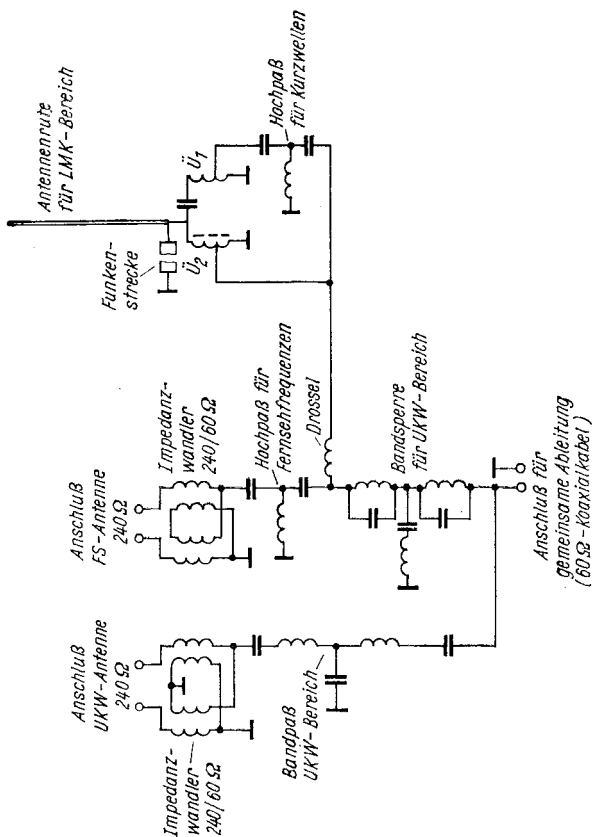 Antennenrute
für LMK-Bereich
Funken-
strecke
Ü₂
Ü₁
Hochpaß
für Kurzwellen
Anschluß
FS-Antenne
240 Ω
Impedanz-
wandler
240/60 Ω
Hochpaß für
Fernsehfrequenzen
Drossel
Bandsperre
für UKW-Bereich
Anschluß
UKW-Antenne
240 Ω
Impedanz-
wandler
240/60 Ω
Bandpaß
UKW-Bereich
Anschluß für
gemeinsame Ableitung
(60 Ω-Koaxialkabel)